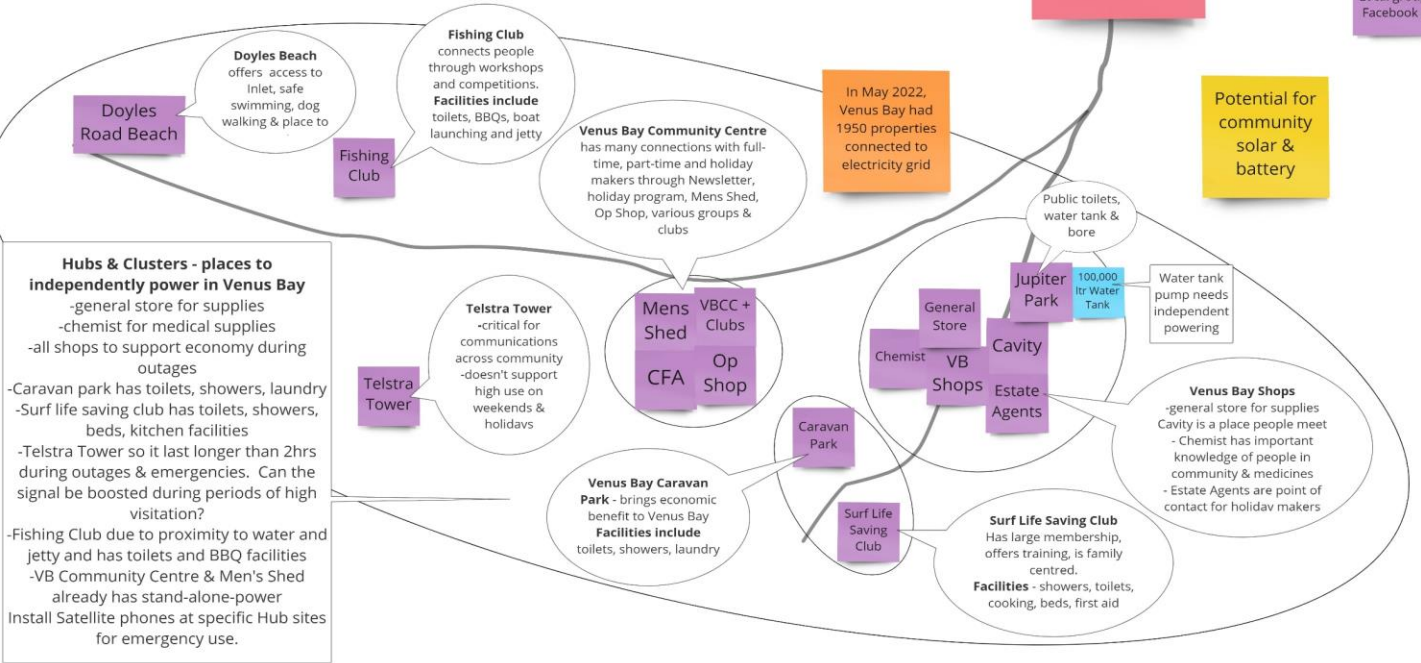 Facebook
Doyles
Road Beach
Doyles Beach
offers access to
Inlet, safe
swimming, dog
walking & place to
Fishing
Club
Fishing Club
connects people
through workshops
and competitions.
Facilities include
toilets, BBQs, boat
launching and jetty
Venus Bay Community Centre
has many connections with full-
time, part-time and holiday
makers through Newsletter,
holiday program, Mens Shed,
Op Shop, various groups &
clubs
In May 2022,
Venus Bay had
1950 properties
connected to
electricity grid
Potential for
community
solar &
battery
Public toilets,
water tank &
bore
Jupiter
Park
100,000
ltr Water
Tank
Water tank
pump needs
independent
powering
Hubs & Clusters - places to
independently power in Venus Bay
-general store for supplies
-chemist for medical supplies
-all shops to support economy during
outages
-Caravan park has toilets, showers, laundry
-Surf life saving club has toilets, showers,
beds, kitchen facilities
-Telstra Tower so it last longer than 2hrs
during outages & emergencies. Can the
signal be boosted during periods of high
visitation?
-Fishing Club due to proximity to water and
jetty and has toilets and BBQ facilities
-VB Community Centre & Men's Shed
already has stand-alone-power
Install Satellite phones at specific Hub sites
for emergency use.
Telstra
Tower
Telstra Tower
-critical for
communications
across community
-doesn't support
high use on
weekends &
holidays
Mens
Shed
VBCC +
Clubs
CFA
Op
Shop
General
Store
Chemist
VB
Shops
Cavity
Estate
Agents
Venus Bay Shops
-general store for supplies
Cavity is a place people meet
- Chemist has important
knowledge of people in
community & medicines
- Estate Agents are point of
contact for holiday makers
Caravan
Park
Venus Bay Caravan
Park - brings economic
benefit to Venus Bay
Facilities include
toilets, showers, laundry
Surf Life
Saving
Club
Surf Life Saving Club
Has large membership,
offers training, is family
centred.
Facilities - showers, toilets,
cooking, beds, first aid